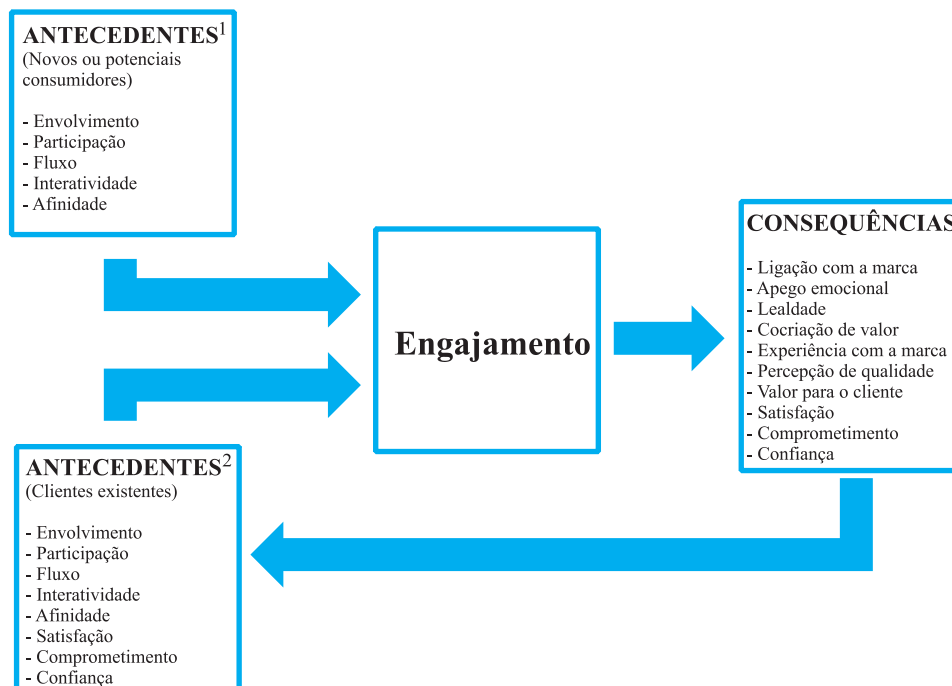 ANTECEDENTES¹
(Novos ou potenciais
consumidores)
- Envolvimento
- Participação
- Fluxo
- Interatividade
- Afinidade
Engajamento
CONSEQUÊNCIAS
- Ligação com a marca
- Apego emocional
- Lealdade
- Cocriação de valor
- Experiência com a marca
- Percepção de qualidade
- Valor para o cliente
- Satisfação
- Comprometimento
- Confiança
ANTECEDENTES²
(Clientes existentes)
- Envolvimento
- Participação
- Fluxo
- Interatividade
- Afinidade
- Satisfação
- Comprometimento
- Confiança